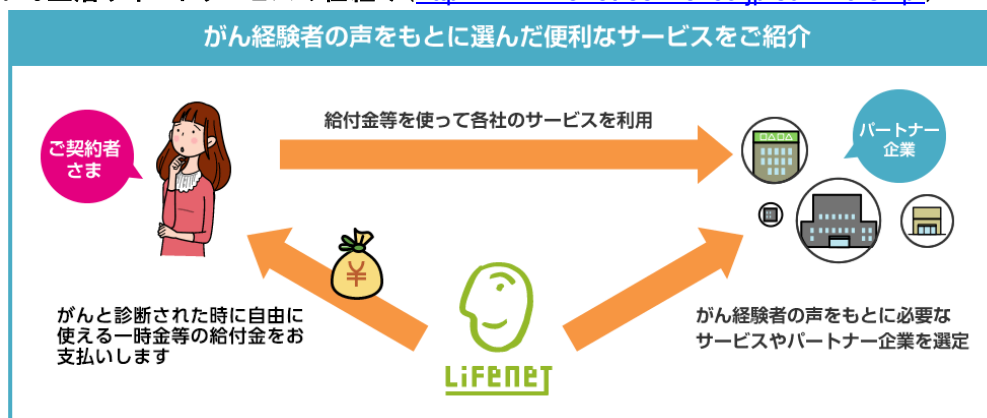 がん経験者の声をもとに選んだ便利なサービスをご紹介
ご契約者
さま
給付金等を使って各社のサービスを利用
パートナー
企業
¥
がんと診断された時に自由に
使える一時金等の給付金をお
支払いします
がん経験者の声をもとに必要な
サービスやパートナー企業を選定
LiFENET